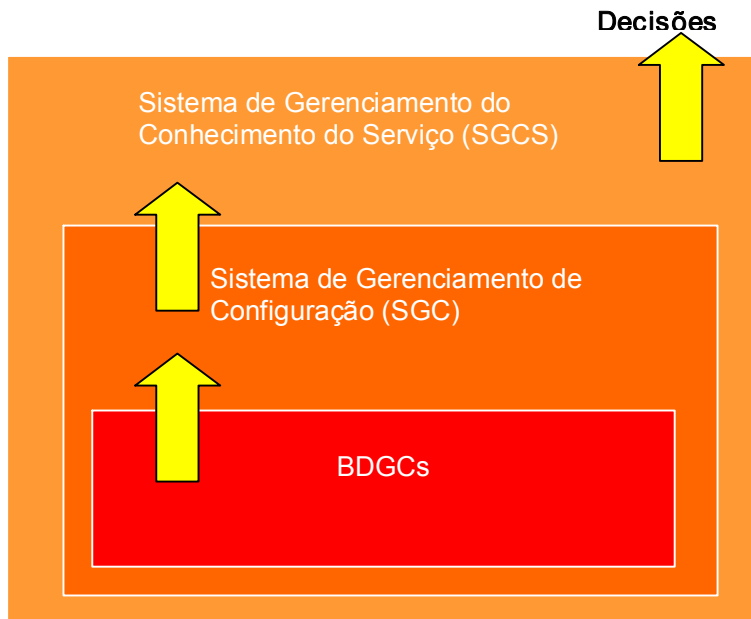 Decisões
Sistema de Gerenciamento do
Conhecimento do Serviço (SGCS)
Sistema de Gerenciamento de
Configuração (SGC)
BDGCs